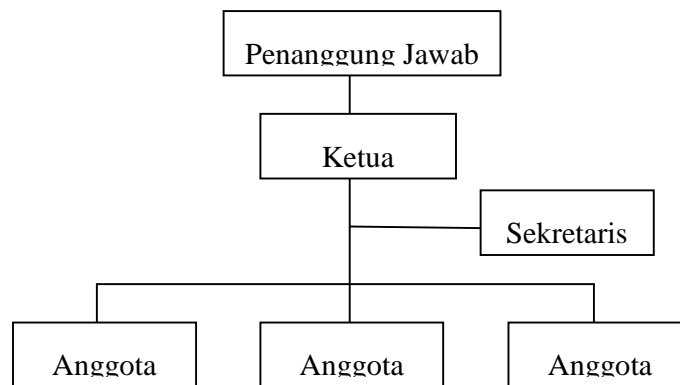 Penanggung Jawab
Ketua
Sekretaris
Anggota
Anggota
Anggota